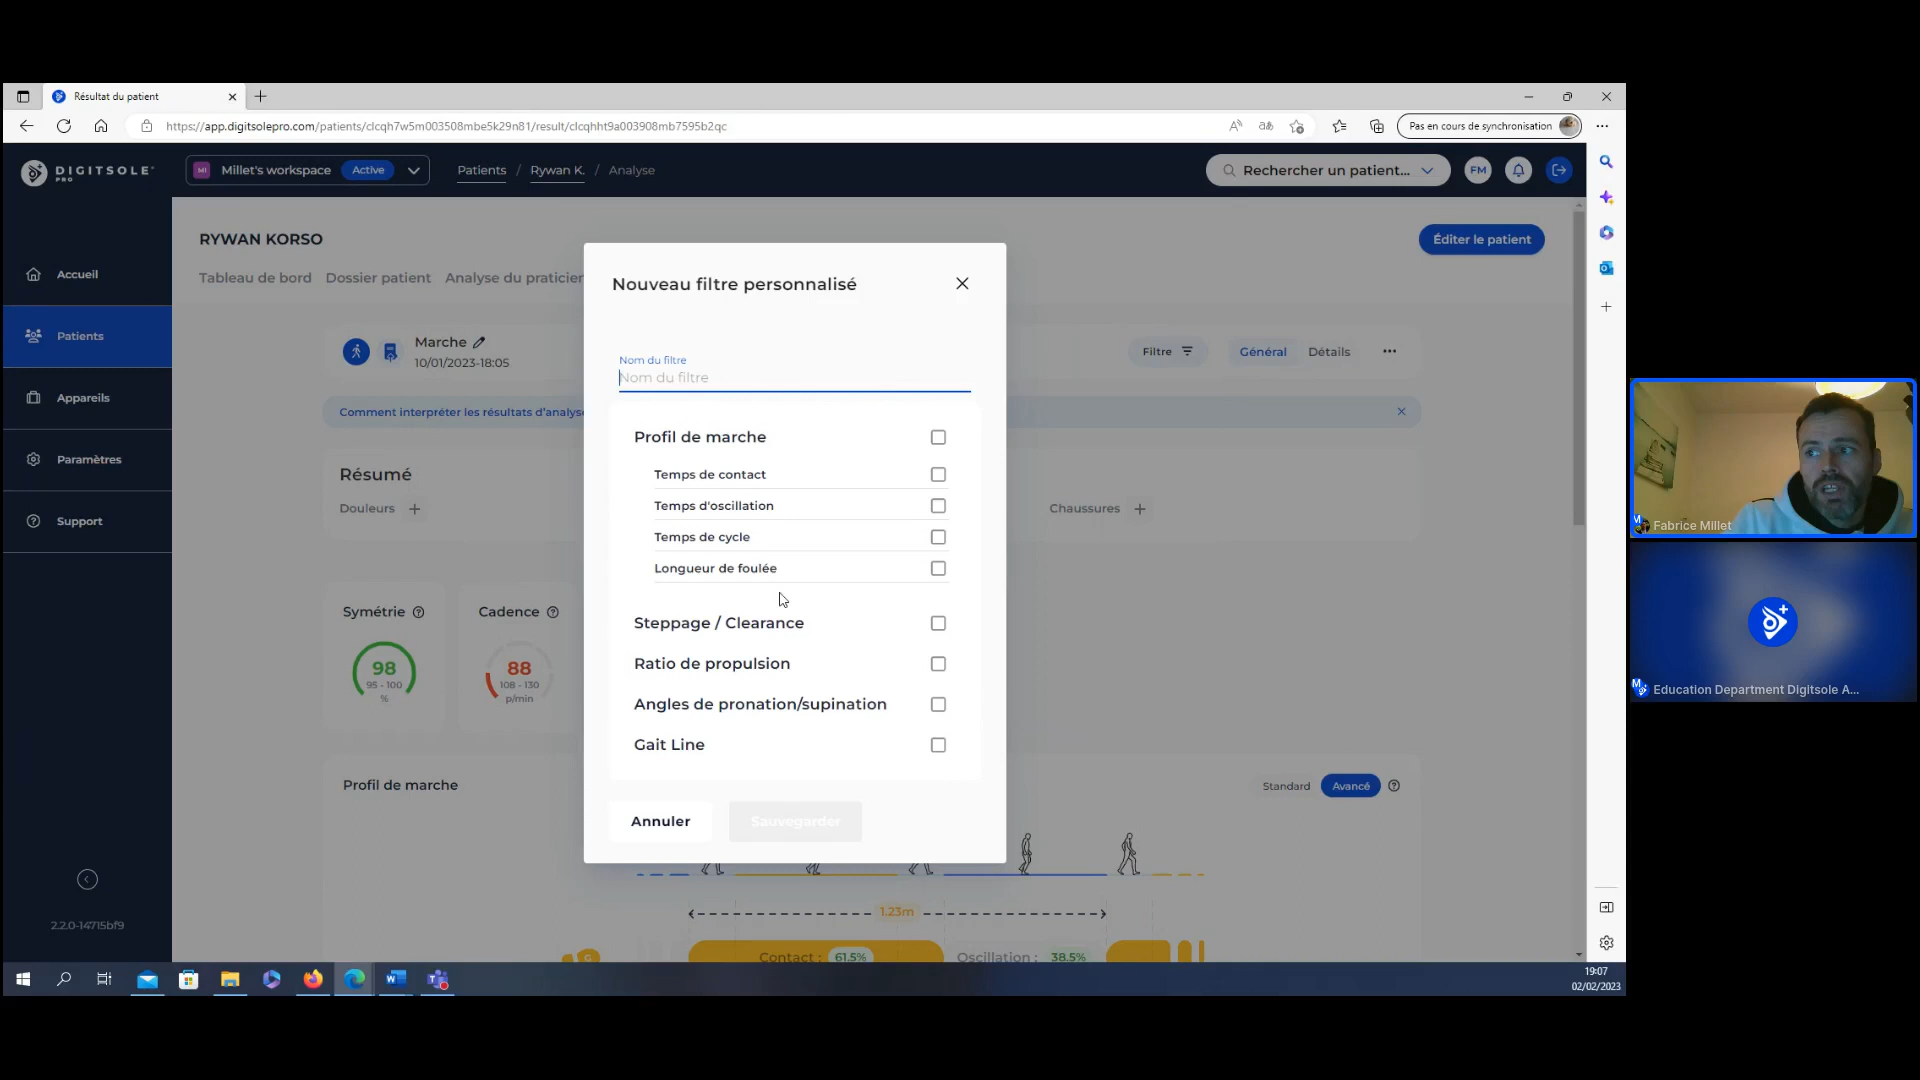 Résultat du patient
https://app.digitsolepro.com/patients/clcqh7w5m003508mbe5k29n81/result/clcqhht9a003908mb7595b2qc
Pas en cours de synchronisation
DIGITSOLE
PRO
MI
Millet's workspace
Active
Patients / Rywan K. / Analyse
Rechercher un patient...
FM
Accueil
Patients
Appareils
Paramètres
Support
2.2.0-14715bf9
RYWAN KORSO
Éditer le patient
Tableau de bord
Dossier patient
Analyse du praticien
Marche
10/01/2023-18:05
Filtre
Général
Détails
Comment interpréter les résultats d'analyse
Résumé
Douleurs
Chaussures
Symétrie
98
95 - 100
%
Cadence
88
108 - 130
p/min
Profil de marche
Standard
Avancé
1.23m
Contact :
61.5%
Oscillation :
38.5%
G
Nouveau filtre personnalisé
Nom du filtre
Nom du filtre
Profil de marche
Temps de contact
Temps d'oscillation
Temps de cycle
Longueur de foulée
Steppage / Clearance
Ratio de propulsion
Angles de pronation/supination
Gait Line
Annuler
Sauvegarder
Fabrice Millet
Education Department Digitsole A...
19:07
02/02/2023